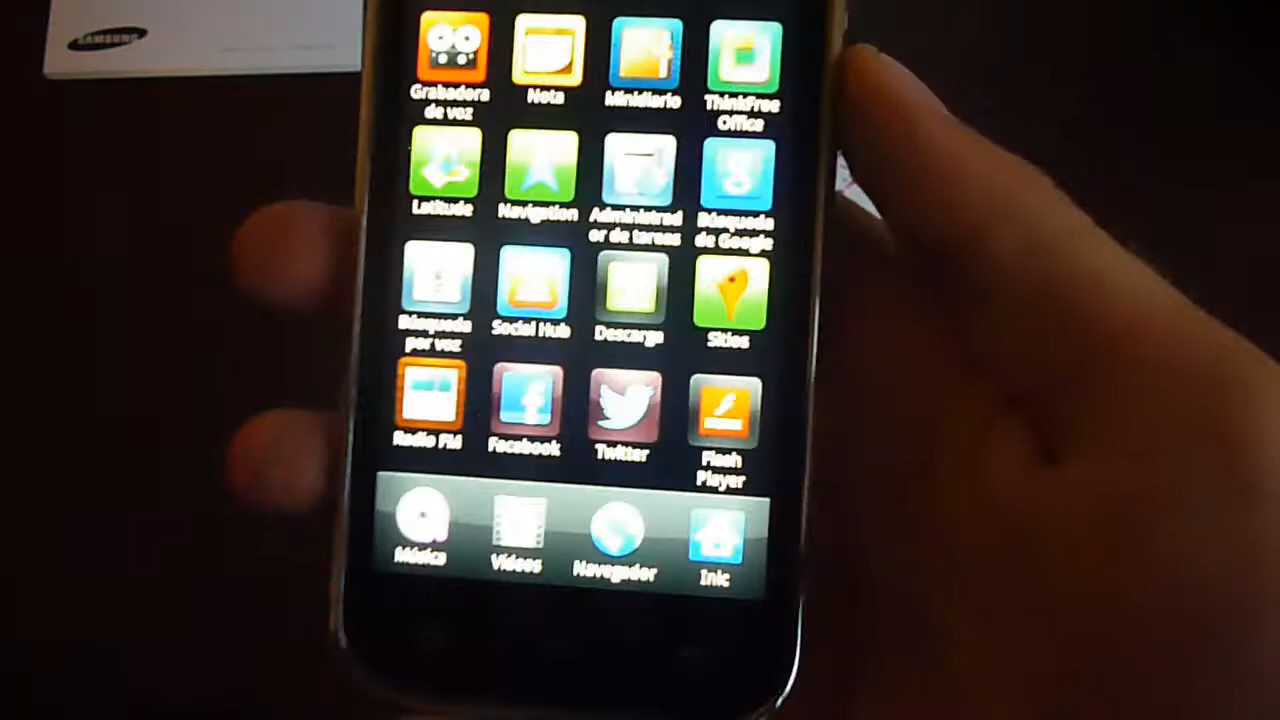 SAMSUNG
Grabadora
de voz
Nota
Minidiario
ThinkFree
Office
Latitude
Navigation
Administrad
or de tareas
Búsqueda
de Google
Búsqueda
por voz
Social Hub
Descarga
Sitios
Radio FM
Facebook
Twitter
Flash
Player
Música
Vídeos
Navegador
Inic